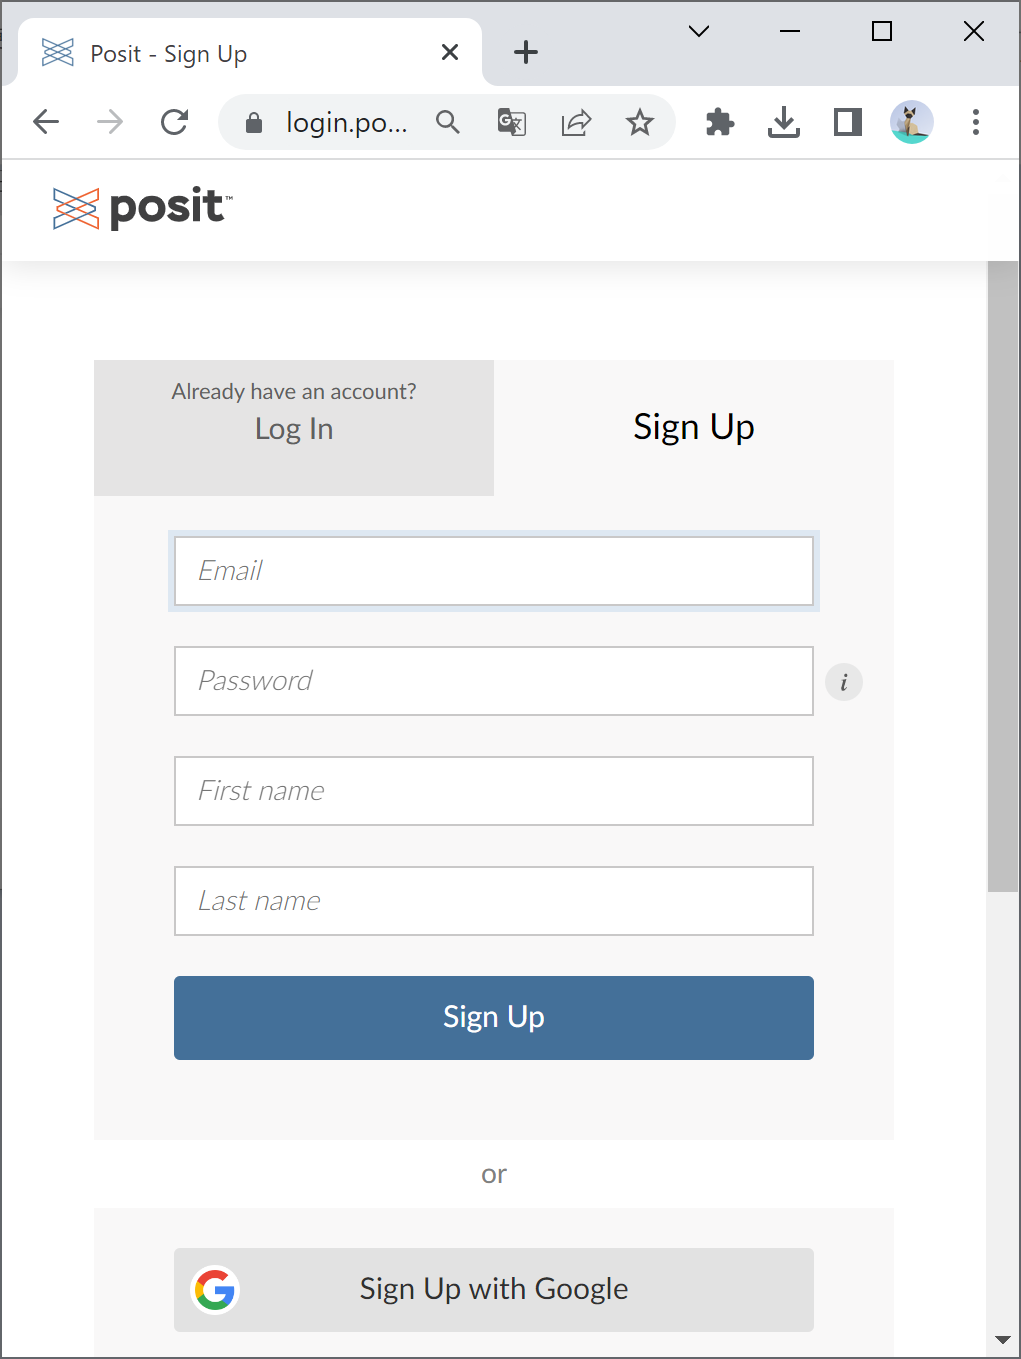 Posit - Sign Up
login.po...
posit™
Already have an account?
Log In
Sign Up
Email
Password
i
First name
Last name
Sign Up
or
Sign Up with Google